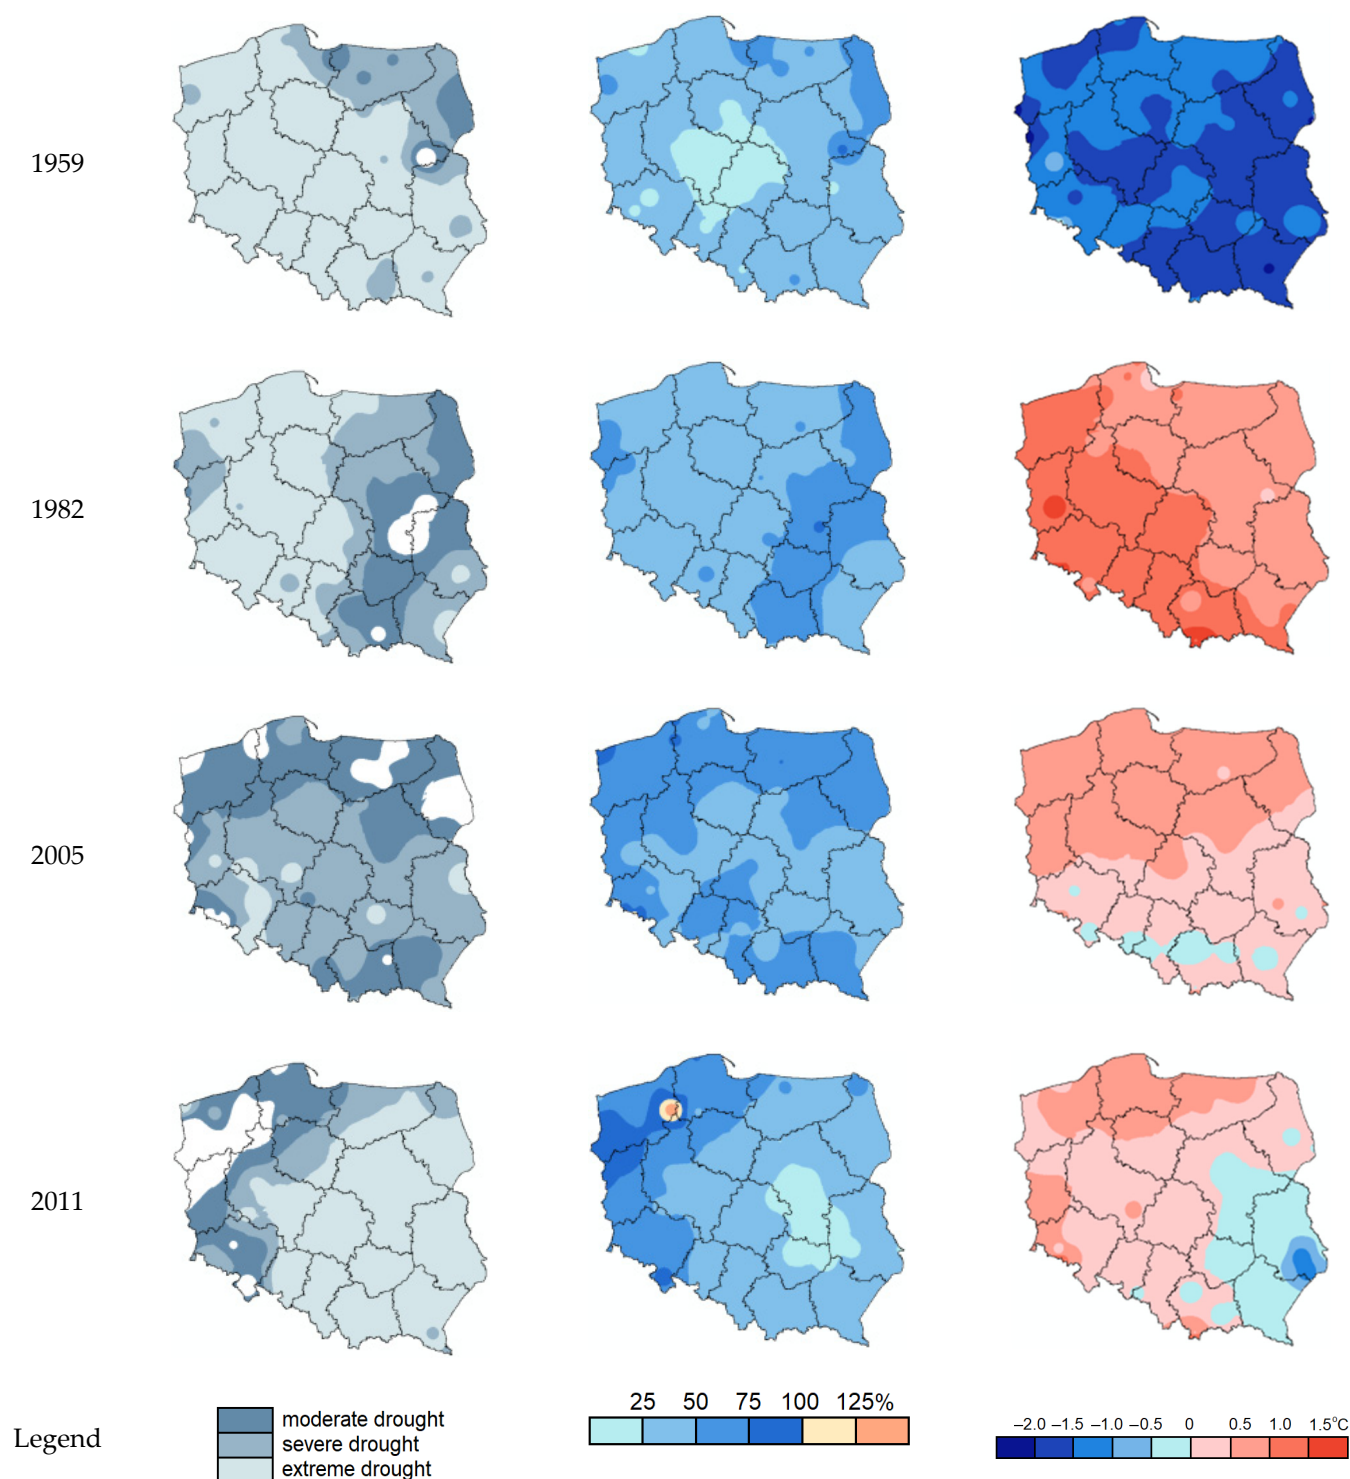 1959
1982
2005
2011
Legend
moderate drought
severe drought
extreme drought
25 50 75 100 125%
−2.0 −1.5 −1.0 −0.5 0 0.5 1.0 1.5°C